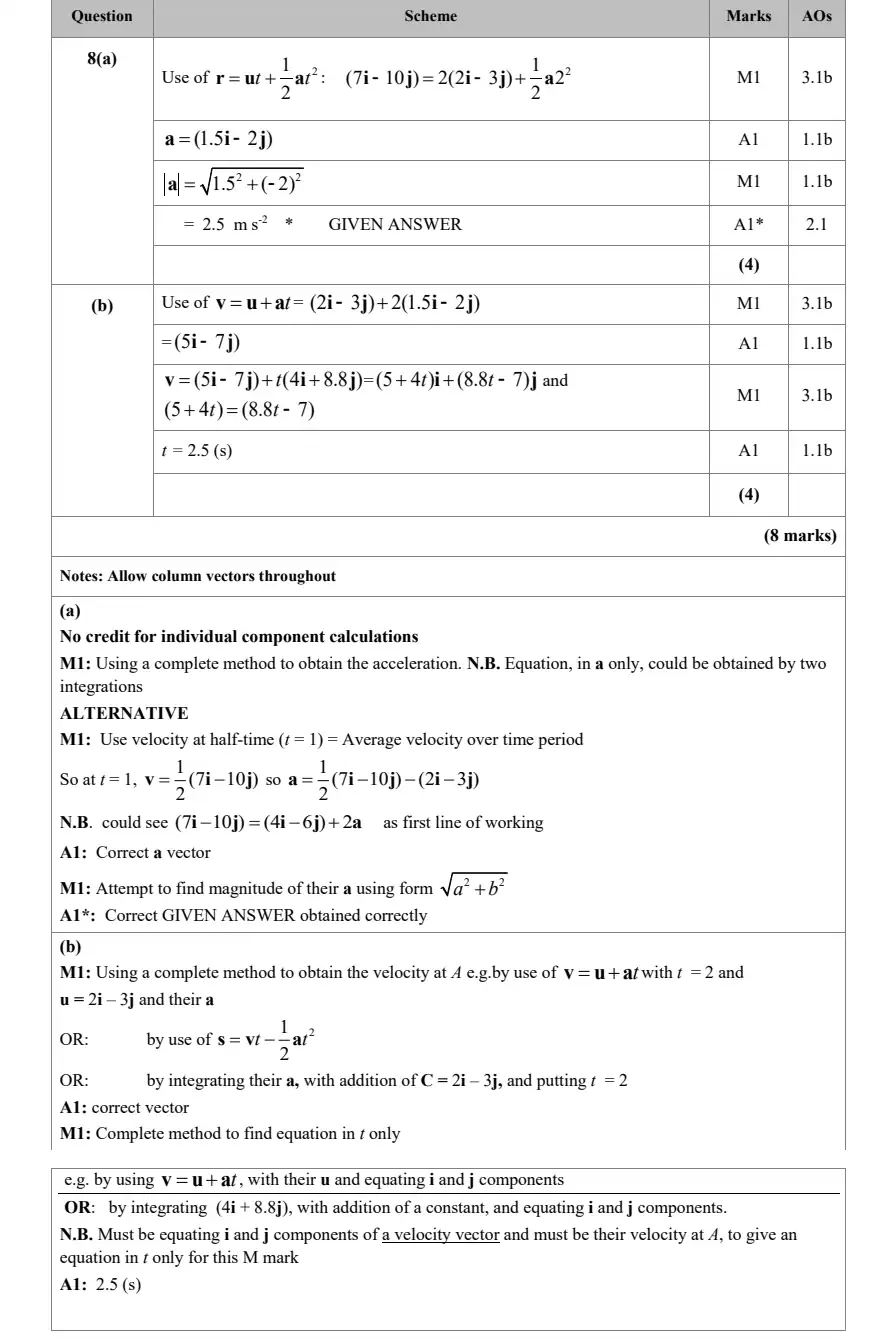 Question Scheme Marks AOs
8(a) Use of r = ut + 1/2 at² : (7i - 10j) = 2(2i - 3j) + 1/2 a2² M1 3.1b
a = (1.5i - 2j) A1 1.1b
|a| = √(1.5² + (-2)²) M1 1.1b
= 2.5 m s⁻² * GIVEN ANSWER A1* 2.1
(4)
(b) Use of v = u + at = (2i - 3j) + 2(1.5i - 2j) M1 3.1b
= (5i - 7j) A1 1.1b
v = (5i - 7j) + t(4i + 8.8j) = (5 + 4t)i + (8.8t - 7)j and
(5 + 4t) = (8.8t - 7) M1 3.1b
t = 2.5 (s) A1 1.1b
(4)
(8 marks)
Notes: Allow column vectors throughout
(a)
No credit for individual component calculations
M1: Using a complete method to obtain the acceleration. N.B. Equation, in a only, could be obtained by two
integrations
ALTERNATIVE
M1: Use velocity at half-time (t = 1) = Average velocity over time period
So at t = 1, v = 1/2 (7i − 10j) so a = 1/2 (7i − 10j) − (2i − 3j)
N.B. could see (7i − 10j) = (4i − 6j) + 2a as first line of working
A1: Correct a vector
M1: Attempt to find magnitude of their a using form √(a² + b²)
A1*: Correct GIVEN ANSWER obtained correctly
(b)
M1: Using a complete method to obtain the velocity at A e.g.by use of v = u + at with t = 2 and
u = 2i – 3j and their a
OR: by use of s = vt − 1/2 at²
OR: by integrating their a, with addition of C = 2i – 3j, and putting t = 2
A1: correct vector
M1: Complete method to find equation in t only
e.g. by using v = u + at, with their u and equating i and j components
OR: by integrating (4i + 8.8j), with addition of a constant, and equating i and j components.
N.B. Must be equating i and j components of a velocity vector and must be their velocity at A, to give an
equation in t only for this M mark
A1: 2.5 (s)